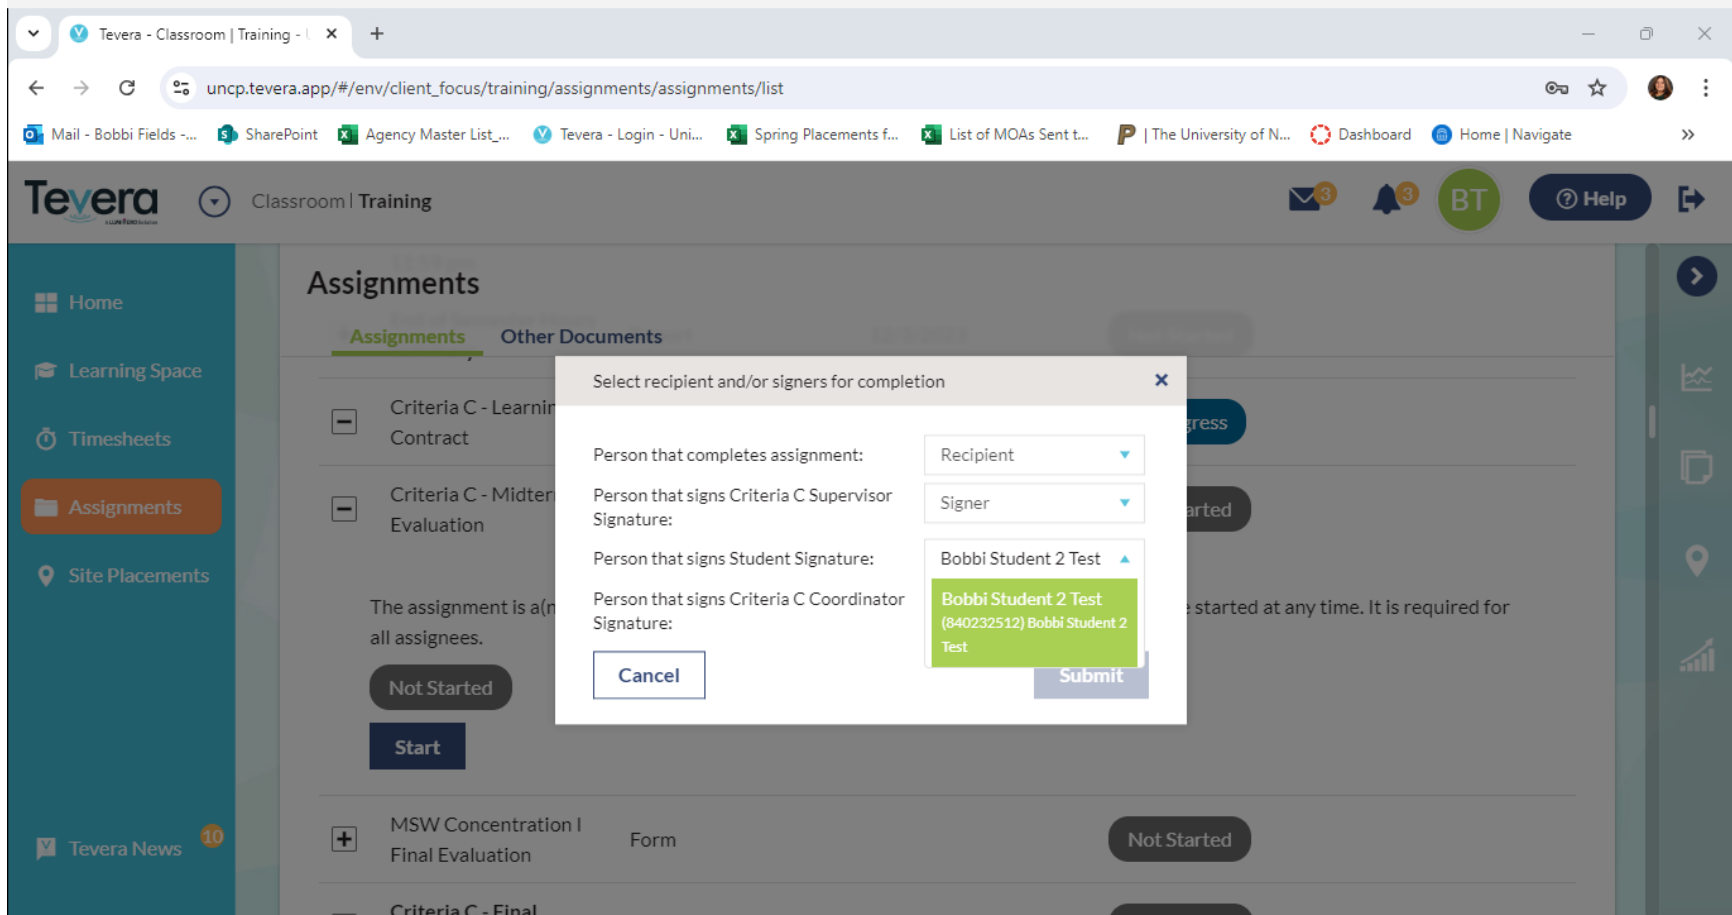 Tevera - Classroom | Training - U
uncp.tevera.app/#/env/client_focus/training/assignments/assignments/list
Mail - Bobbi Fields -...
SharePoint
Agency Master List_...
Tevera - Login - Uni...
Spring Placements f...
List of MOAs Sent t...
| The University of N...
Dashboard
Home | Navigate
»
Tevera
Classroom | Training
3
3
BT
Help
Home
Learning Space
Timesheets
Assignments
Site Placements
Tevera News 10
Assignments
Assignments
Other Documents
Criteria C - Learnin
Contract
gress
Criteria C - Midter
Evaluation
arted
The assignment is a(n
started at any time. It is required for
all assignees.
Not Started
Start
Select recipient and/or signers for completion
Person that completes assignment:
Recipient
Person that signs Criteria C Supervisor
Signature:
Signer
Person that signs Student Signature:
Bobbi Student 2 Test
Bobbi Student 2 Test
(840232512) Bobbi Student 2
Test
Person that signs Criteria C Coordinator
Signature:
Cancel
Submit
MSW Concentration I
Final Evaluation
Form
Not Started
Criteria C - Final